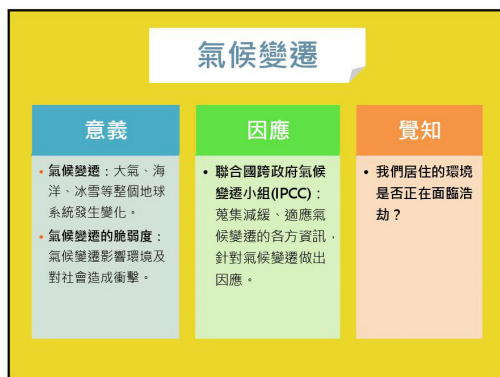 氣候變遷
意義
• 氣候變遷：大氣、海
洋、冰雪等整個地球
系統發生變化。
• 氣候變遷的脆弱度：
氣候變遷影響環境及
對社會造成衝擊。
因應
• 聯合國跨政府氣候
變遷小組(IPCC)：
蒐集減緩、適應氣
候變遷的各方資訊，
針對氣候變遷做出
因應。
覺知
• 我們居住的環境
是否正在面臨浩
劫？